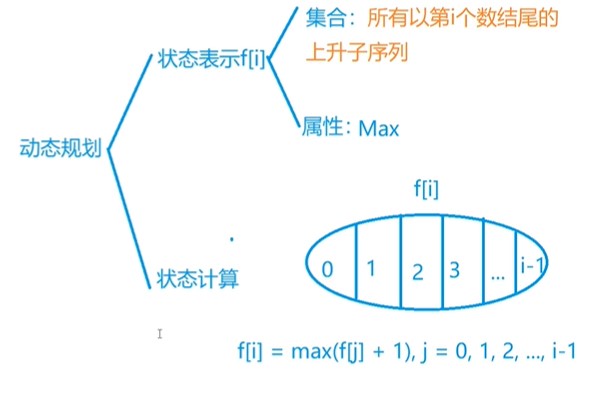 集合：所有以第i个数结尾的
上升子序列
状态表示f[i]
属性：Max
动态规划
f[i]
0 1 2 3 ... i-1
状态计算
f[i] = max(f[j] + 1), j = 0, 1, 2, ..., i-1